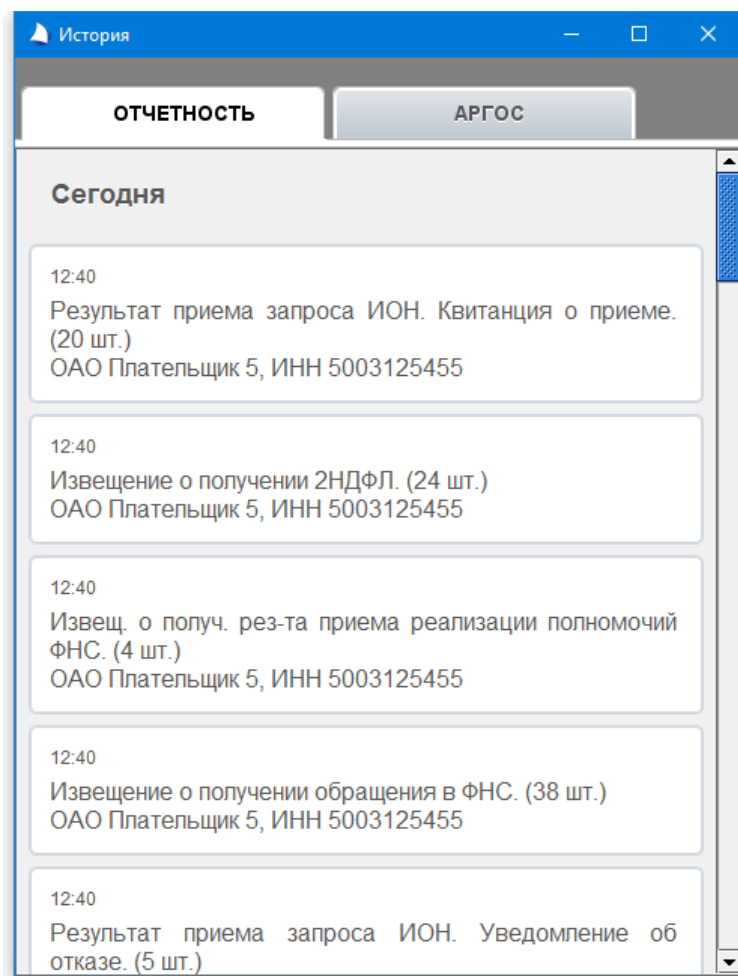 История
ОТЧЕТНОСТЬ
АРГОС
Сегодня
12:40
Результат приема запроса ИОН. Квитанция о приеме.
(20 шт.)
ОАО Плательщик 5, ИНН 5003125455
12:40
Извещение о получении 2НДФЛ. (24 шт.)
ОАО Плательщик 5, ИНН 5003125455
12:40
Извещ. о получ. рез-та приема реализации полномочий
ФНС. (4 шт.)
ОАО Плательщик 5, ИНН 5003125455
12:40
Извещение о получении обращения в ФНС. (38 шт.)
ОАО Плательщик 5, ИНН 5003125455
12:40
Результат приема запроса ИОН. Уведомление об
отказе. (5 шт.)